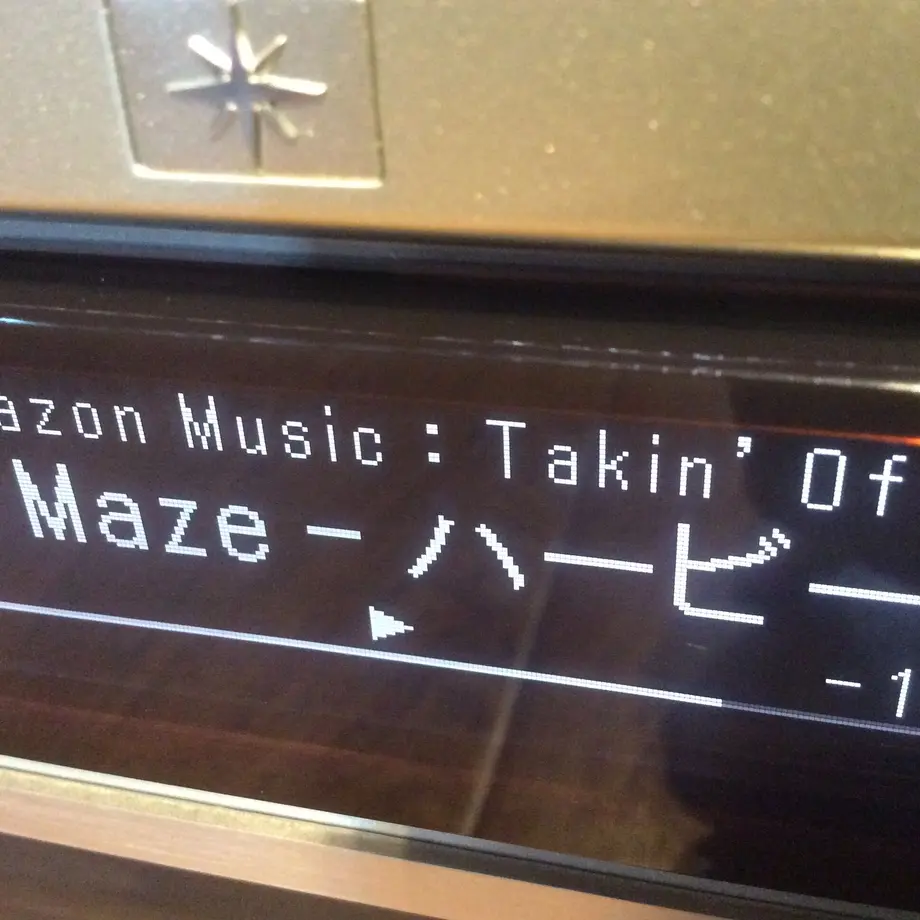 azon Music : Takin' Of
Maze - ハービー
-1